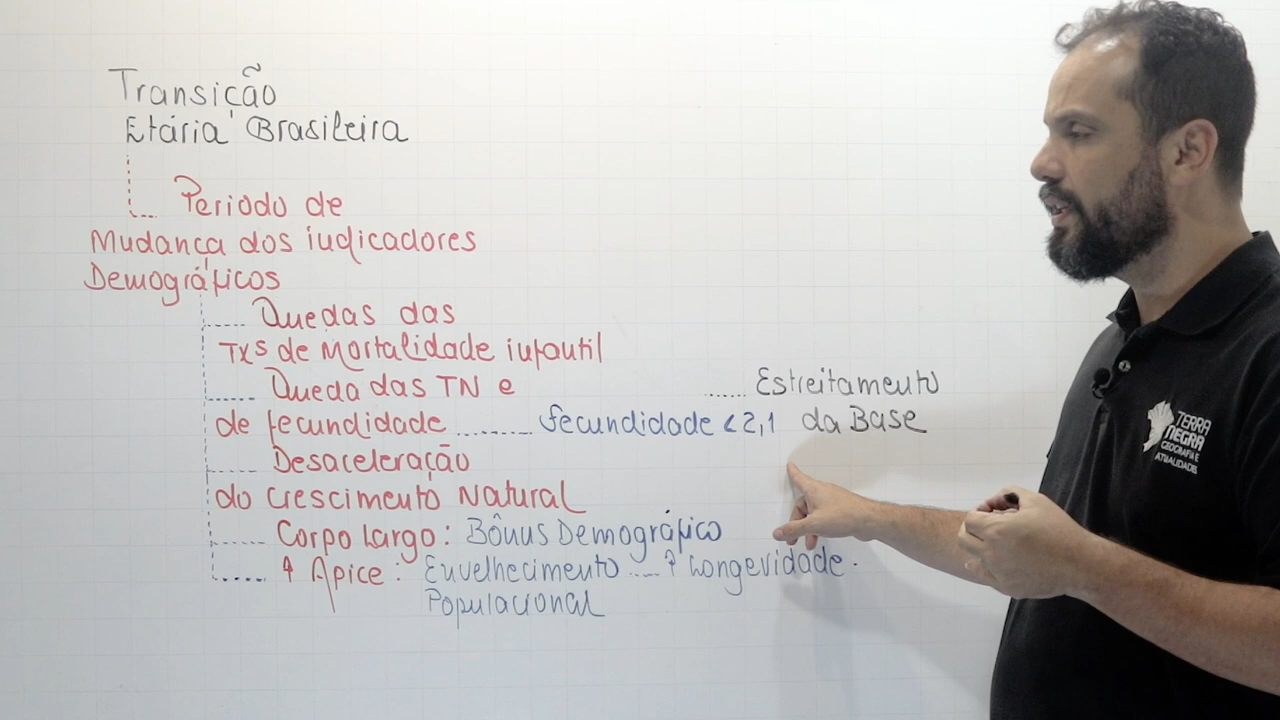 Transição
Etária Brasileira
Periodo de
Mudança dos indicadores
Demográficos
Quedas das
Txs de Mortalidade infantil
Queda das TN e
de fecundidade ........ fecundidade < 2,1
..... Estreitamento
da Base
Desaceleração
do crescimento Natural
Corpo Largo: Bônus Demográfico
↑ Apice: Envelhecimento .... ↑ Longevidade.
Populacional
TERRA
NEGRA
GEOGRAFIA E
ATUALIDADES